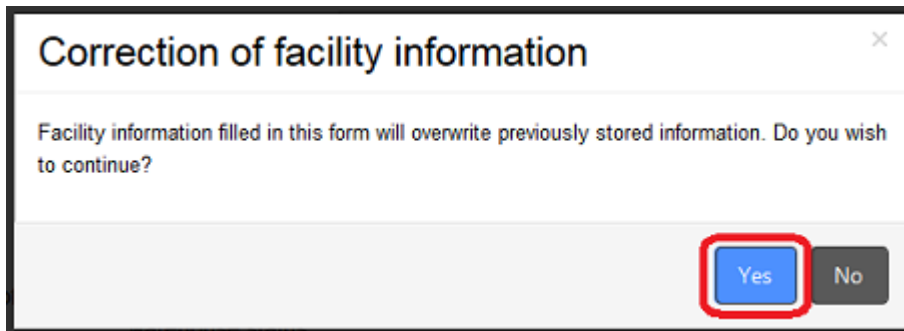 Correction of facility information
Facility information filled in this form will overwrite previously stored information. Do you wish
to continue?
Yes No